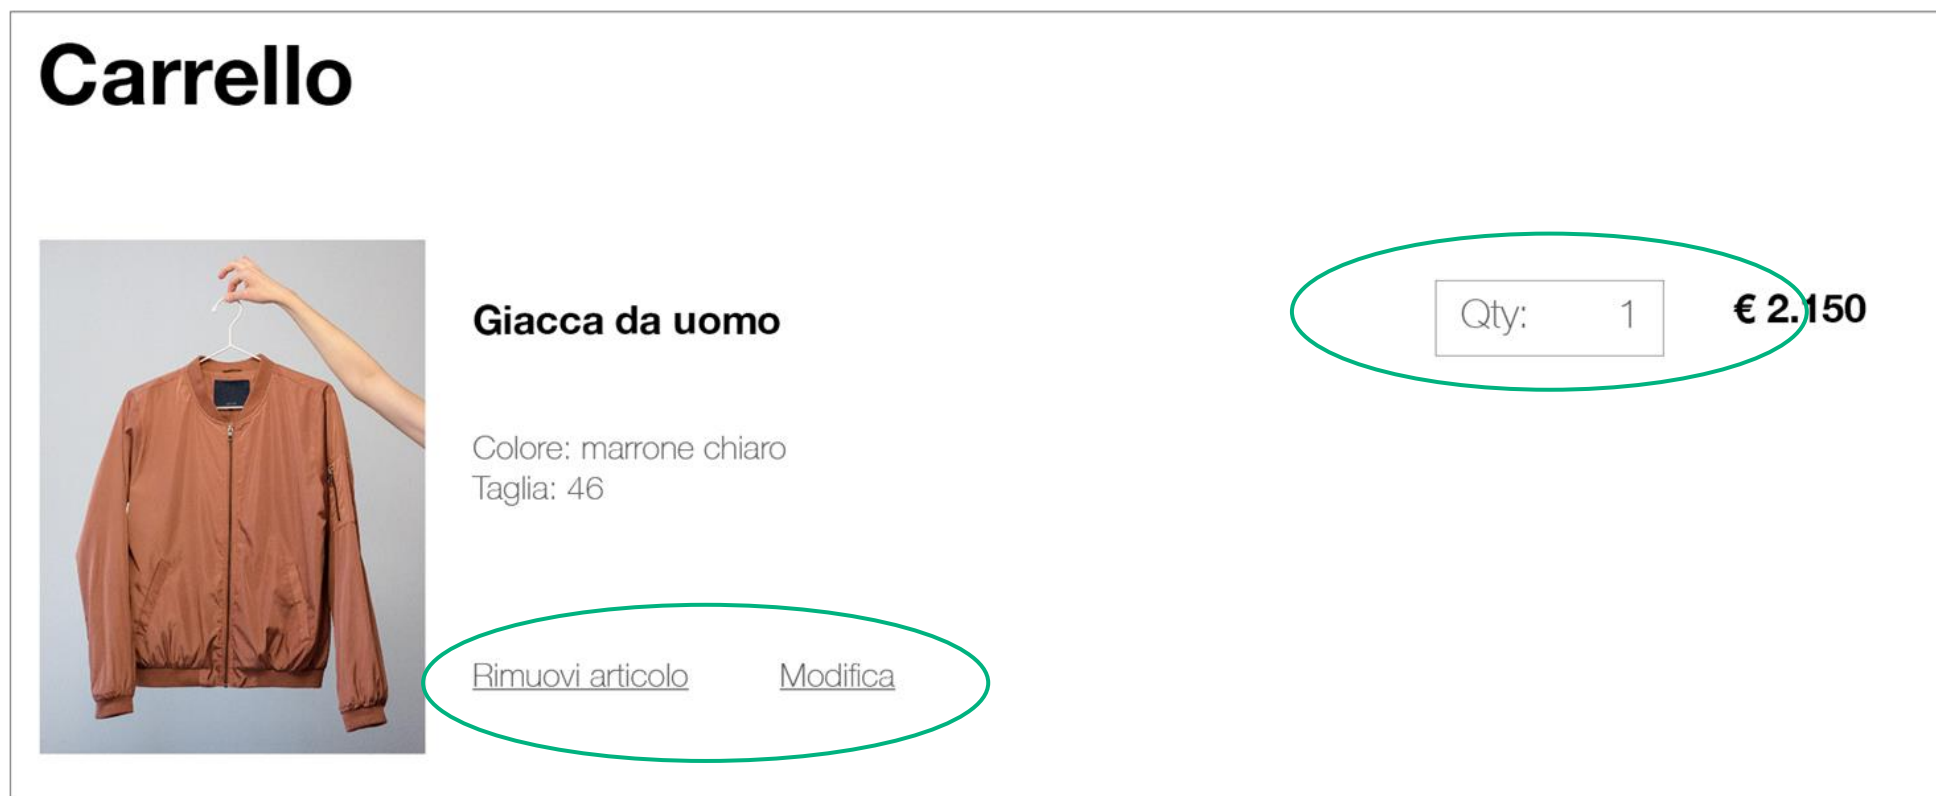 Carrello
Giacca da uomo
Qty: 1
€ 2.150
Colore: marrone chiaro
Taglia: 46
Rimuovi articolo
Modifica